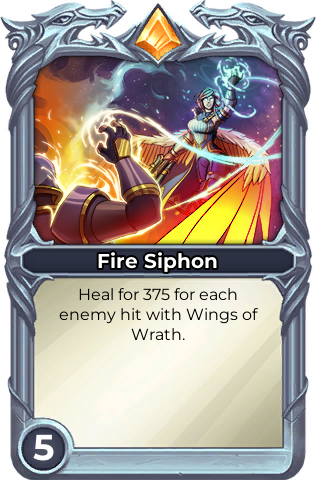 Fire Siphon
Heal for 375 for each
enemy hit with Wings of
Wrath.
5